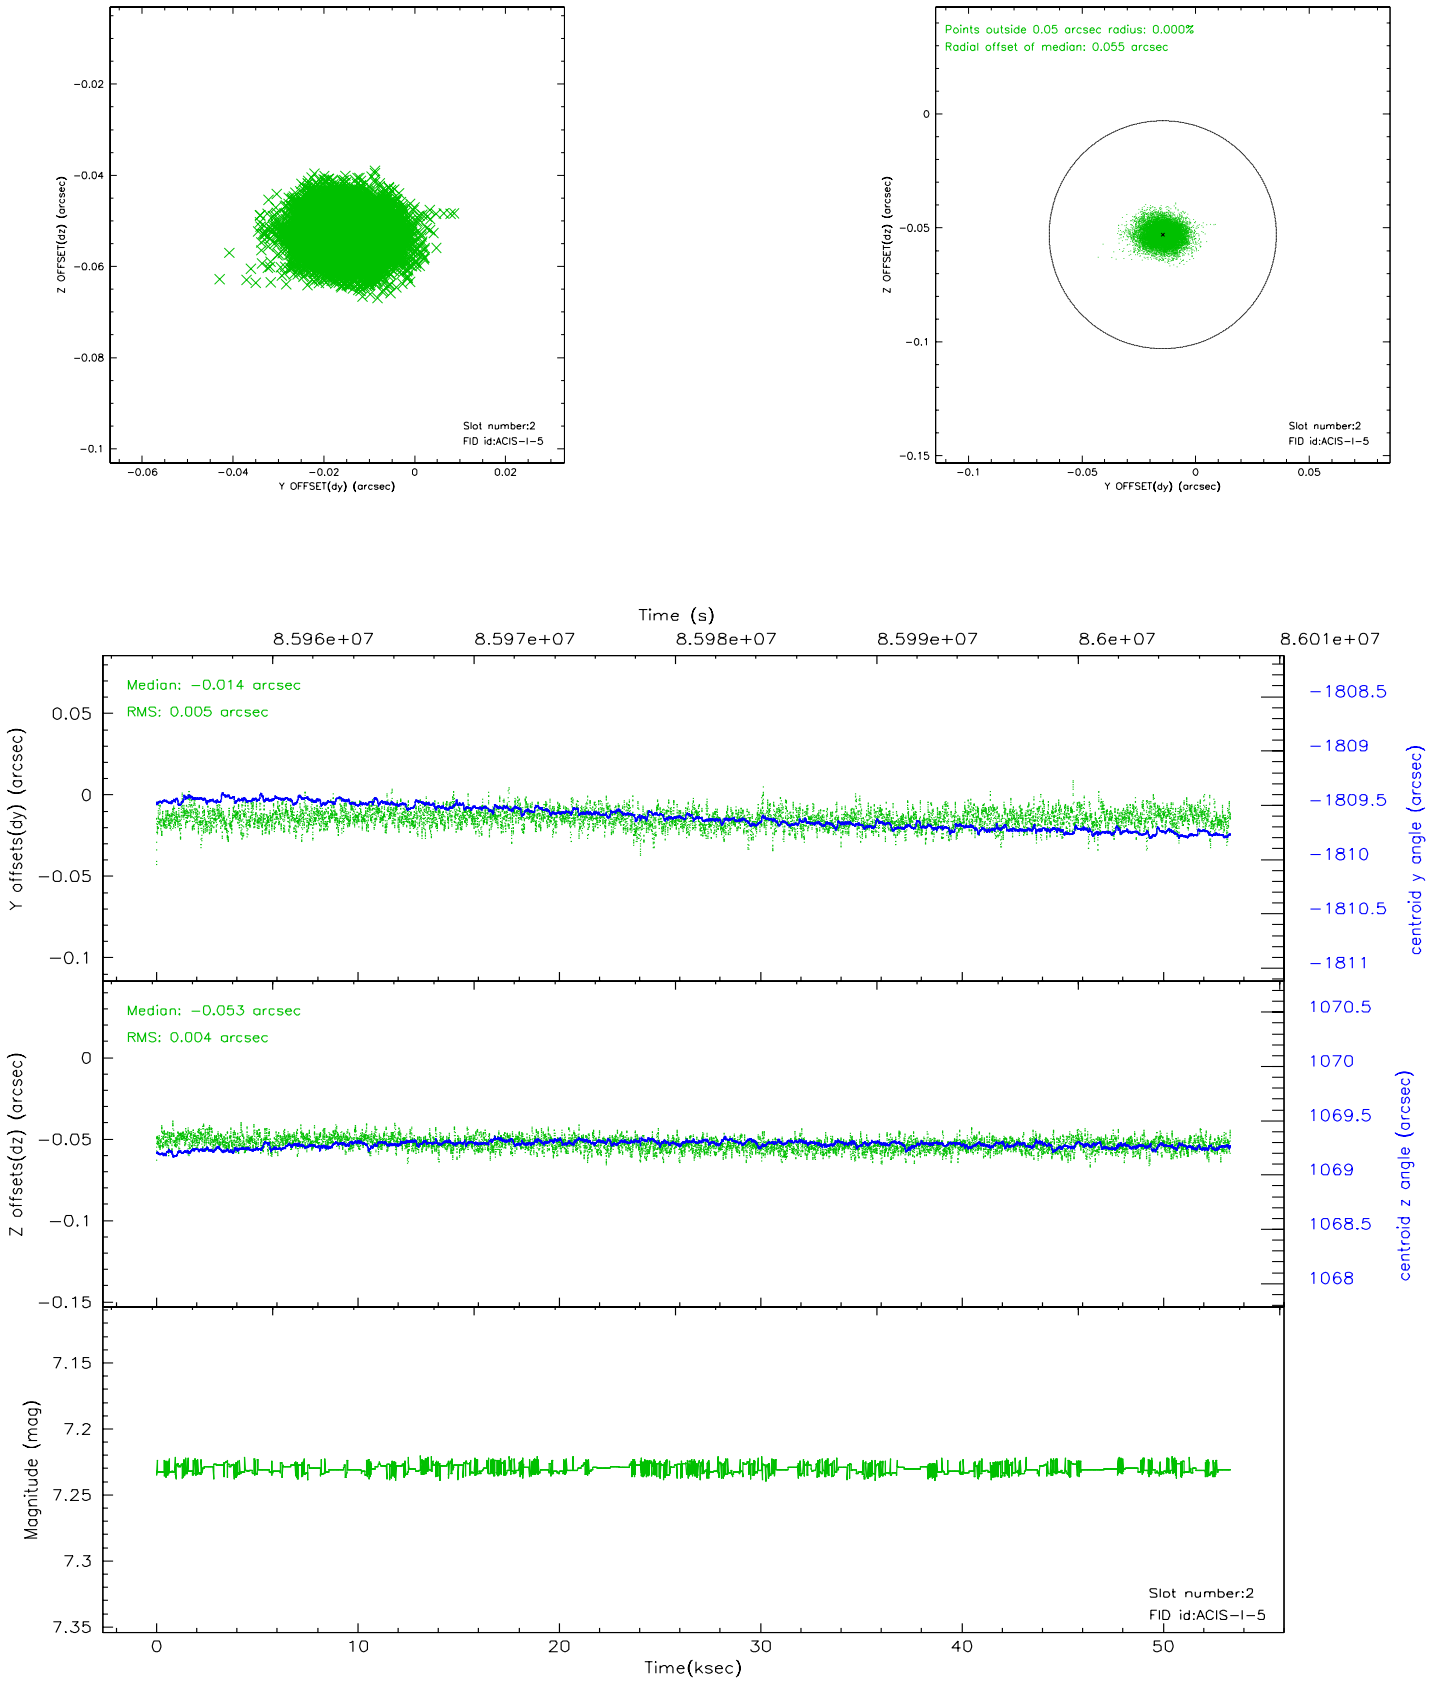 -0.02
-0.04
-0.06
-0.08
-0.1
Z OFFSET(dz) (arcsec)
Slot number:2
FID id:ACIS-I-5
-0.06 -0.04 -0.02 0 0.02
Y OFFSET(dy) (arcsec)
Points outside 0.05 arcsec radius: 0.000%
Radial offset of median: 0.055 arcsec
0
-0.05
-0.1
-0.15
Z OFFSET(dz) (arcsec)
Slot number:2
FID id:ACIS-I-5
-0.1 -0.05 0 0.05
Y OFFSET(dy) (arcsec)
Time (s)
8.596e+07 8.597e+07 8.598e+07 8.599e+07 8.6e+07 8.601e+07
Median: -0.014 arcsec
RMS: 0.005 arcsec
0.05
0
-0.05
-0.1
Y offsets(dy) (arcsec)
-1808.5
-1809
-1809.5
-1810
-1810.5
-1811
centroid y angle (arcsec)
Median: -0.053 arcsec
RMS: 0.004 arcsec
0
-0.05
-0.1
-0.15
Z offsets(dz) (arcsec)
1070.5
1070
1069.5
1069
1068.5
1068
centroid z angle (arcsec)
7.15
7.2
7.25
7.3
7.35
Magnitude (mag)
Slot number:2
FID id:ACIS-I-5
0 10 20 30 40 50
Time(ksec)